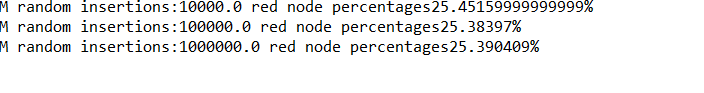 M random insertions:10000.0 red node percentages25.45159999999999%
M random insertions:100000.0 red node percentages25.38397%
M random insertions:1000000.0 red node percentages25.390409%